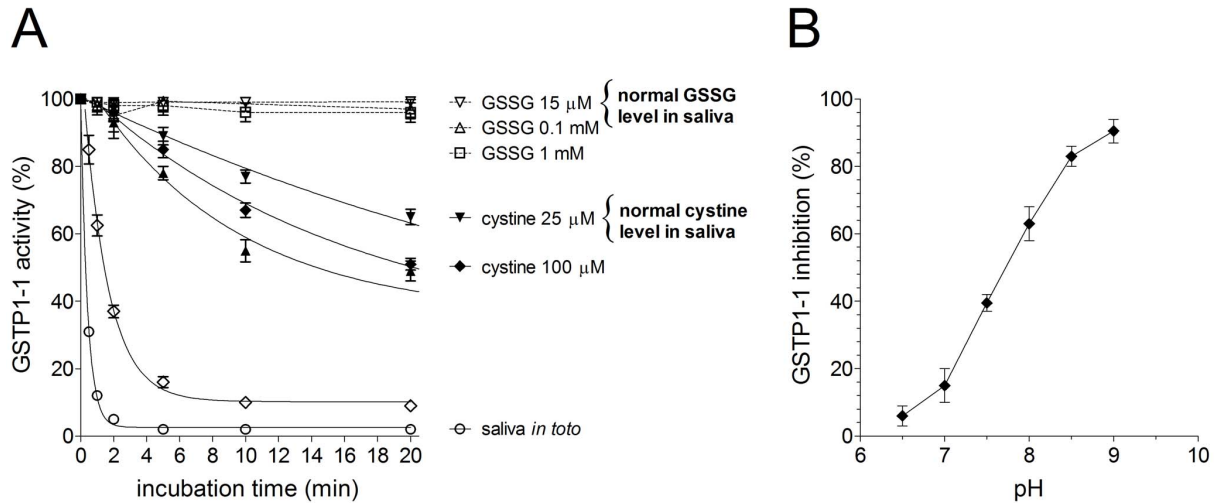 A
GSTP1-1 activity (%)
100
80
60
40
20
0
0 2 4 6 8 10 12 14 16 18 20
incubation time (min)
GSSG 15 μM
GSSG 0.1 mM
GSSG 1 mM
normal GSSG
level in saliva
cystine 25 μM
normal cystine
level in saliva
cystine 100 μM
saliva in toto
B
GSTP1-1 inhibition (%)
100
80
60
40
20
0
6 7 8 9 10
pH